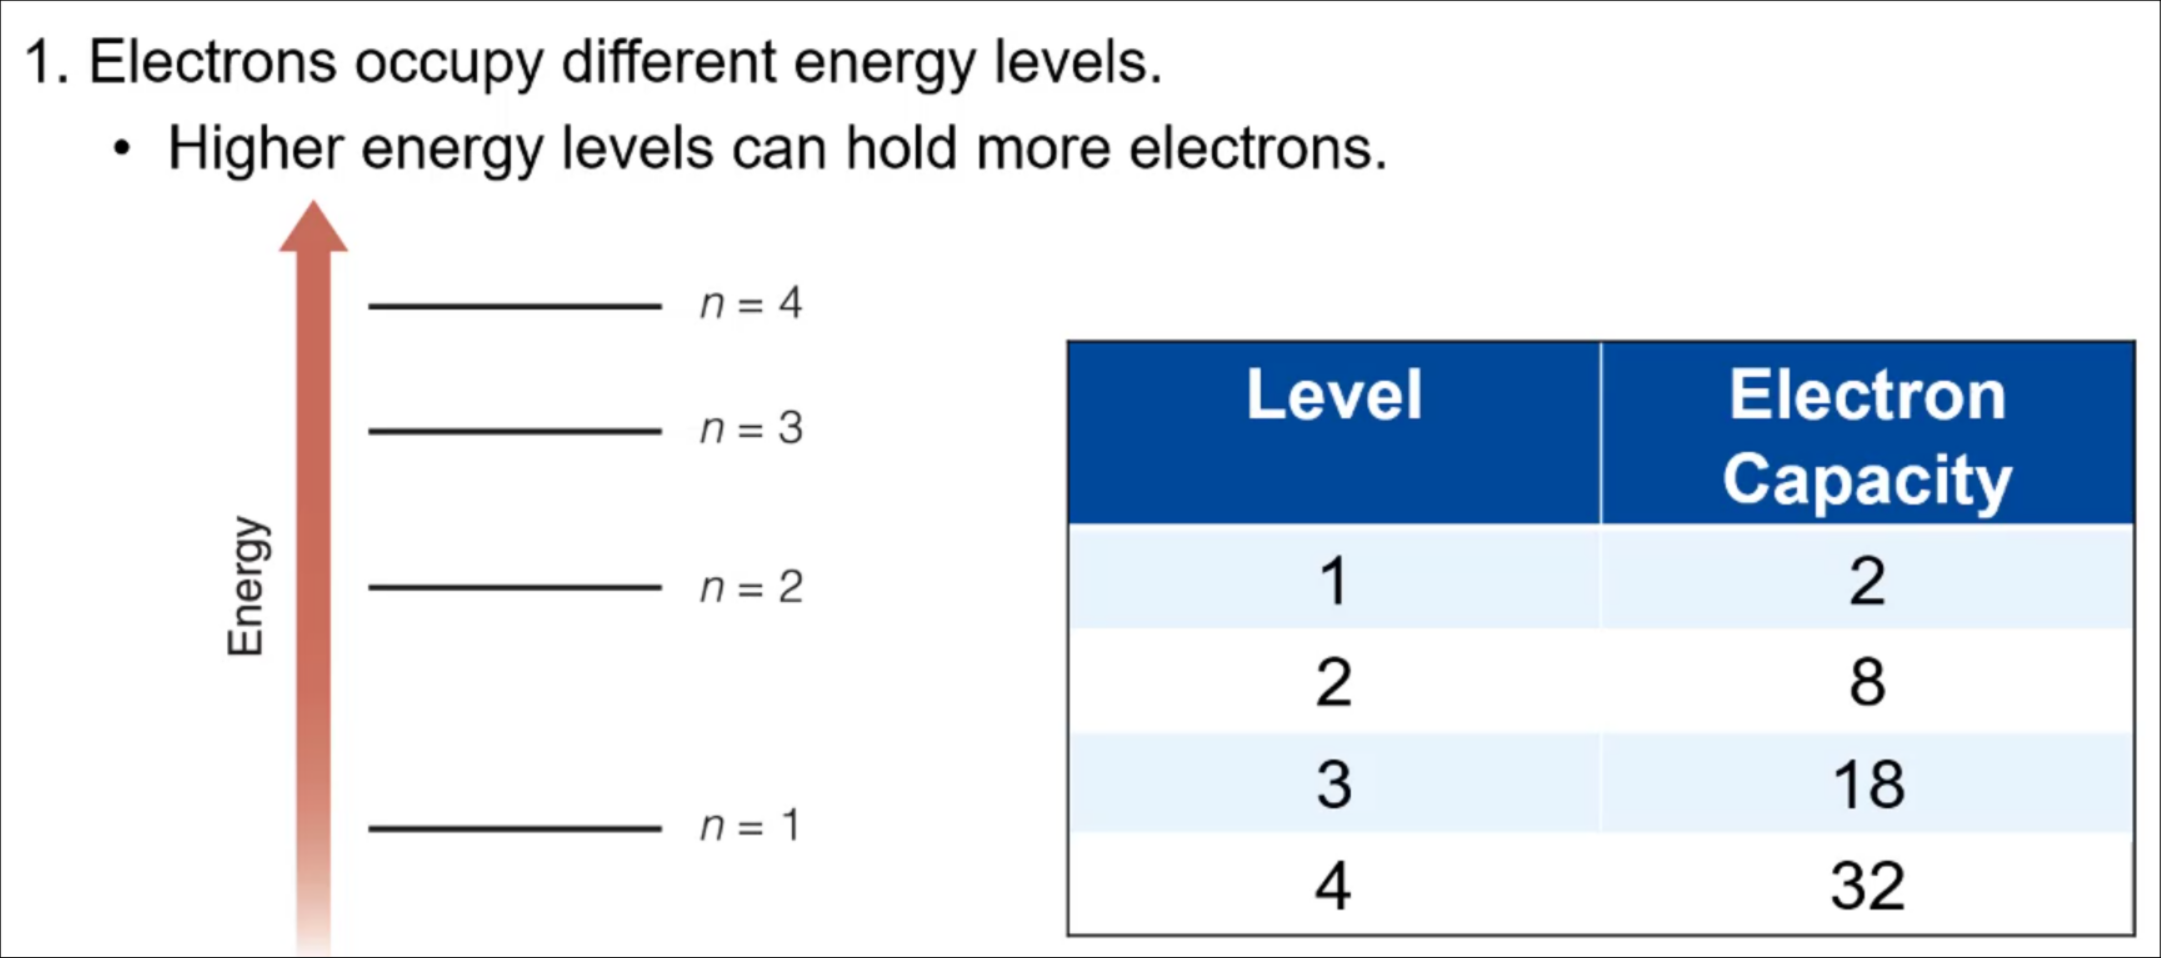 1. Electrons occupy different energy levels.
• Higher energy levels can hold more electrons.
Energy
n = 4
n = 3
n = 2
n = 1
Level Electron
Capacity
1 2
2 8
3 18
4 32